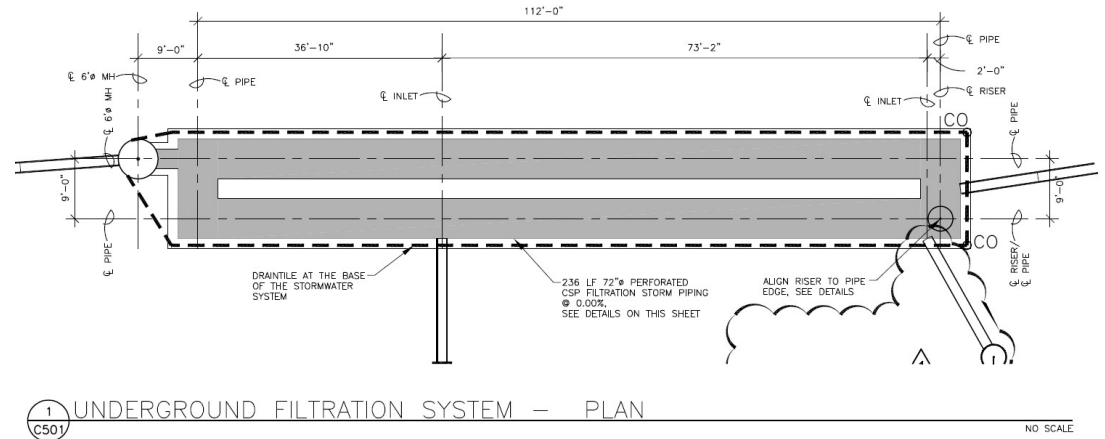 112'-0"
9'-0"
36'-10"
73'-2"
℄ PIPE
2'-0"
℄ 6'ø MH
℄ PIPE
℄ INLET
℄ INLET
℄ RISER
℄ 6'ø MH
℄ PIPE
CO
9'-0"
9'-0"
℄ PIPE
℄ RISER/
PIPE
CO
DRAINTILE AT THE BASE
OF THE STORMWATER
SYSTEM
236 LF 72"ø PERFORATED
CSP FILTRATION STORM PIPING
@ 0.00%,
SEE DETAILS ON THIS SHEET
ALIGN RISER TO PIPE
EDGE, SEE DETAILS
1
1
C501
UNDERGROUND FILTRATION SYSTEM - PLAN
NO SCALE